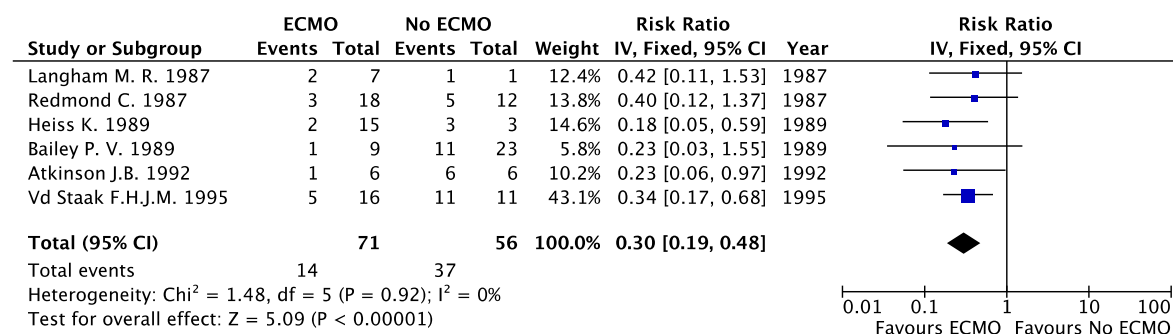 ECMO No ECMO Risk Ratio Risk Ratio
Study or Subgroup Events Total Events Total Weight IV, Fixed, 95% CI Year IV, Fixed, 95% CI
Langham M. R. 1987 2 7 1 1 12.4% 0.42 [0.11, 1.53] 1987
Redmond C. 1987 3 18 5 12 13.8% 0.40 [0.12, 1.37] 1987
Heiss K. 1989 2 15 3 3 14.6% 0.18 [0.05, 0.59] 1989
Bailey P. V. 1989 1 9 11 23 5.8% 0.23 [0.03, 1.55] 1989
Atkinson J.B. 1992 1 6 6 6 10.2% 0.23 [0.06, 0.97] 1992
Vd Staak F.H.J.M. 1995 5 16 11 11 43.1% 0.34 [0.17, 0.68] 1995
Total (95% CI) 71 56 100.0% 0.30 [0.19, 0.48]
Total events 14 37
Heterogeneity: Chi² = 1.48, df = 5 (P = 0.92); I² = 0%
Test for overall effect: Z = 5.09 (P < 0.00001)
0.01 0.1 1 10 100
Favours ECMO Favours No ECMO